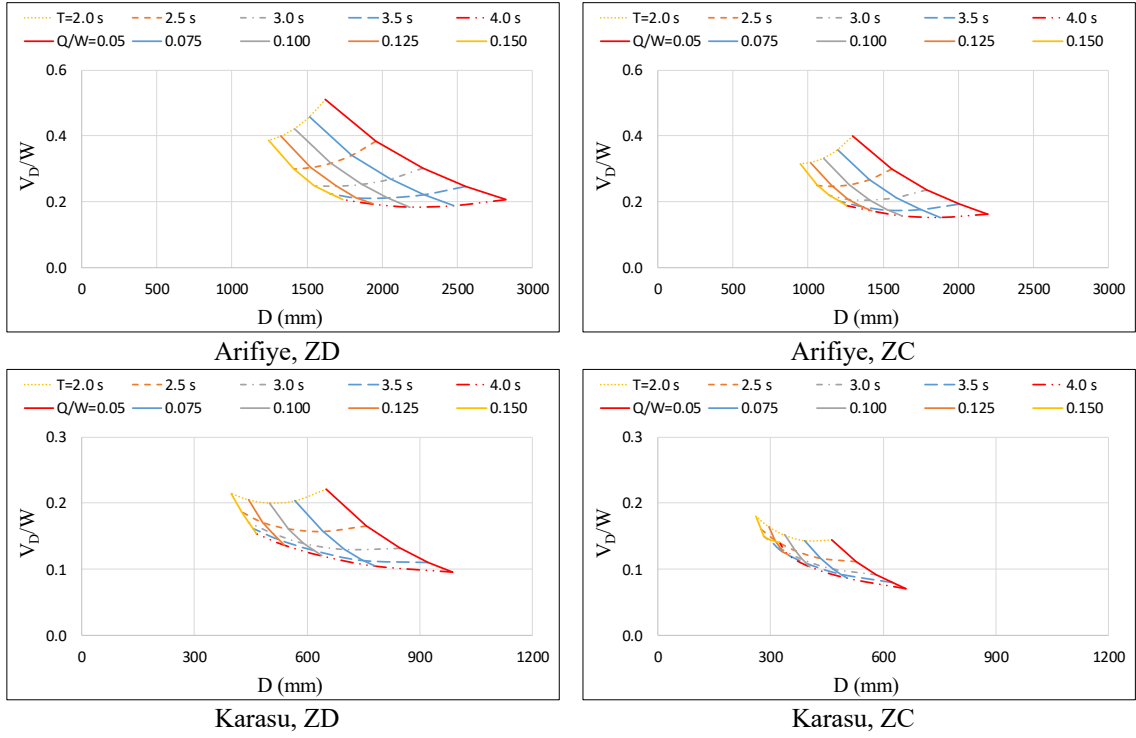 T=2.0 s 2.5 s 3.0 s 3.5 s 4.0 s
Q/W=0.05 0.075 0.100 0.125 0.150
0.6
0.4
0.2
0.0
V_D/W
0 500 1000 1500 2000 2500 3000
D (mm)
Arifiye, ZD
T=2.0 s 2.5 s 3.0 s 3.5 s 4.0 s
Q/W=0.05 0.075 0.100 0.125 0.150
0.6
0.4
0.2
0.0
V_D/W
0 500 1000 1500 2000 2500 3000
D (mm)
Arifiye, ZC
T=2.0 s 2.5 s 3.0 s 3.5 s 4.0 s
Q/W=0.05 0.075 0.100 0.125 0.150
0.3
0.2
0.1
0.0
V_D/W
0 300 600 900 1200
D (mm)
Karasu, ZD
T=2.0 s 2.5 s 3.0 s 3.5 s 4.0 s
Q/W=0.05 0.075 0.100 0.125 0.150
0.3
0.2
0.1
0.0
V_D/W
0 300 600 900 1200
D (mm)
Karasu, ZC